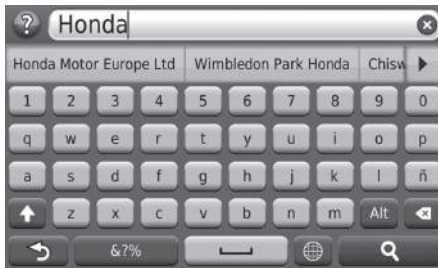 ? Honda
Honda Motor Europe Ltd Wimbledon Park Honda Chisw
1 2 3 4 5 6 7 8 9 0
q w e r t y u i o p
a s d f g h j k l ñ
z x c v b n m Alt
&?%